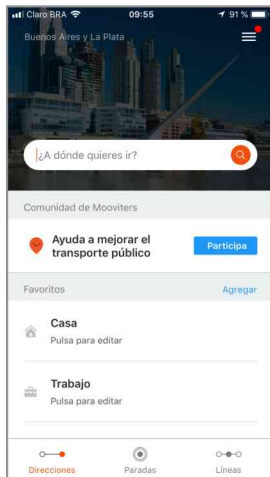 Claro BRA 09:55 91 %
Buenos Aires y La Plata
¿A dónde quieres ir?
Comunidad de Mooviters
Ayuda a mejorar el
transporte público
Participa
Favoritos Agregar
Casa
Pulsa para editar
Trabajo
Pulsa para editar
Direcciones Paradas Líneas